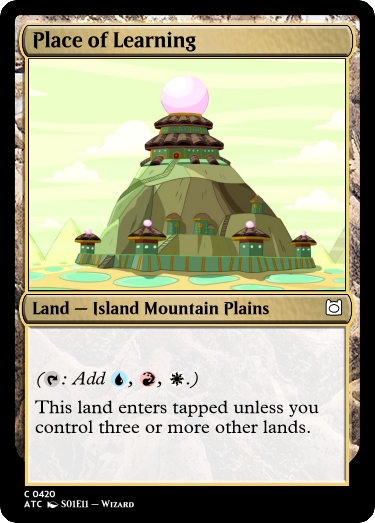 Place of Learning
Land — Island Mountain Plains
(: Add , , .)
This land enters tapped unless you
control three or more other lands.
C 0420
ATC S01E11 — Wizard